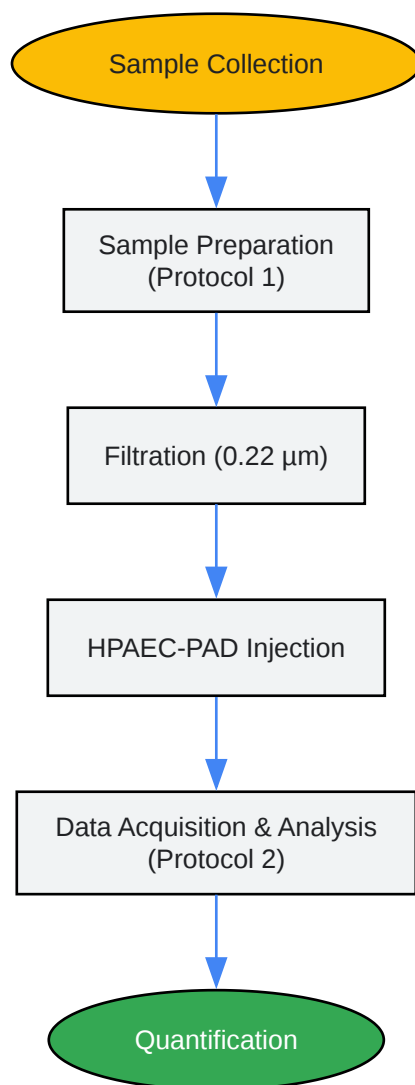 Sample Collection
Sample Preparation
(Protocol 1)
Filtration (0.22 µm)
HPAEC-PAD Injection
Data Acquisition & Analysis
(Protocol 2)
Quantification